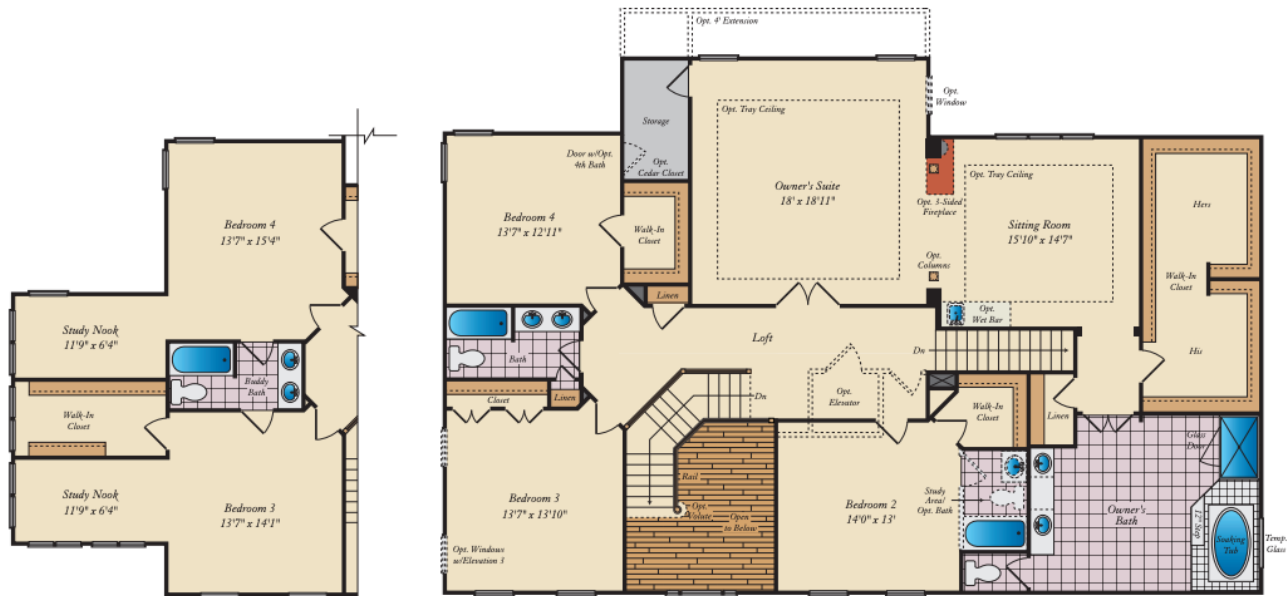 Bedroom 4
13'7" x 15'4"
Study Nook
11'9" x 6'4"
Buddy
Bath
Walk-In
Closet
Study Nook
11'9" x 6'4"
Bedroom 3
13'7" x 14'1"
Opt. 4' Extension
Opt.
Window
Storage
Opt.
Cedar Closet
Door w/Opt.
4th Bath
Opt. Tray Ceiling
Owner's Suite
18' x 18'11"
Bedroom 4
13'7" x 12'11"
Walk-In
Closet
Linen
Opt. 3-Sided
Fireplace
Opt.
Columns
Opt. Tray Ceiling
Sitting Room
15'10" x 14'7"
Opt.
Wet Bar
Hers
Walk-In
Closet
His
Bath
Loft
Dn
Closet
Linen
Dn
Opt.
Elevator
Walk-In
Closet
Linen
Bedroom 3
13'7" x 13'10"
Opt. Windows
w/Elevation 3
Rail
Opt.
Volute
Open
to Below
Bedroom 2
14'0" x 13'
Study
Area/
Opt. Bath
Glass
Door
Owner's
Bath
12" Step
Soaking
Tub
Temp.
Glass